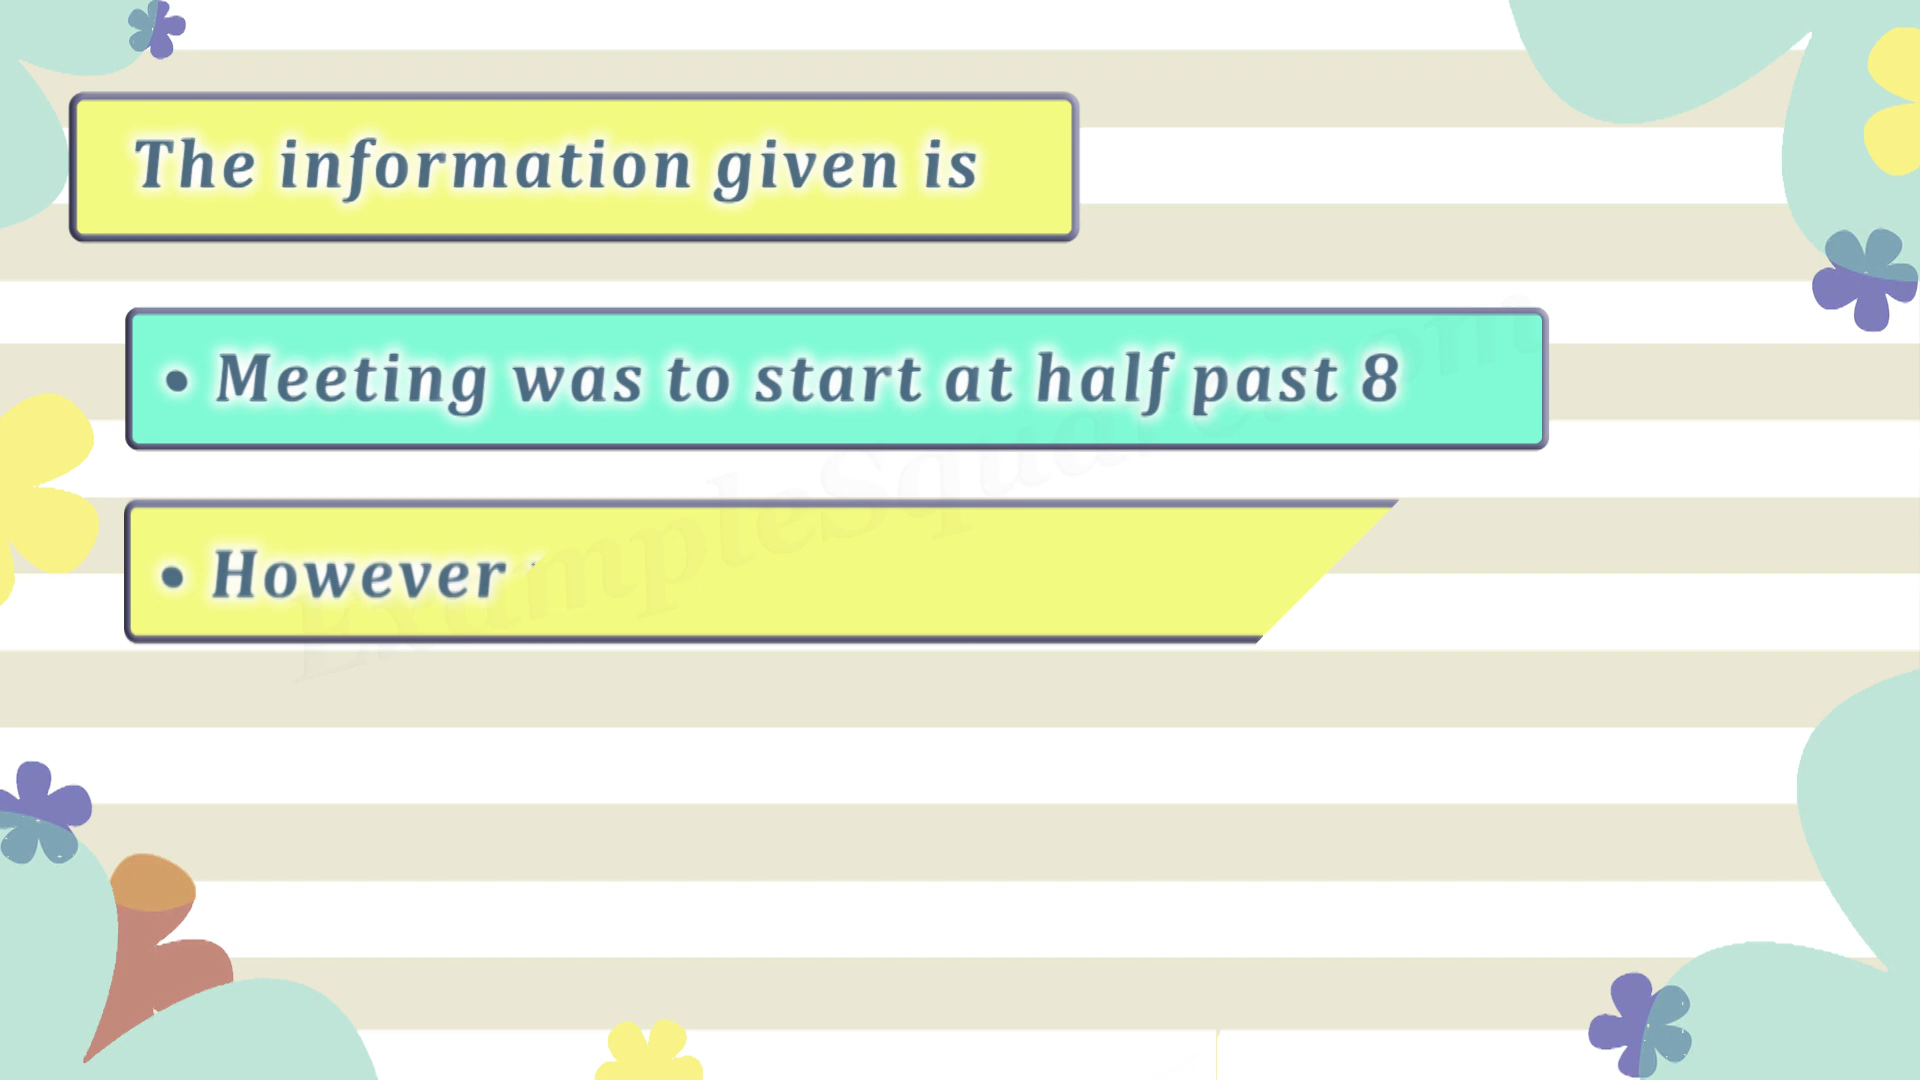 The information given is
• Meeting was to start at half past 8
• However